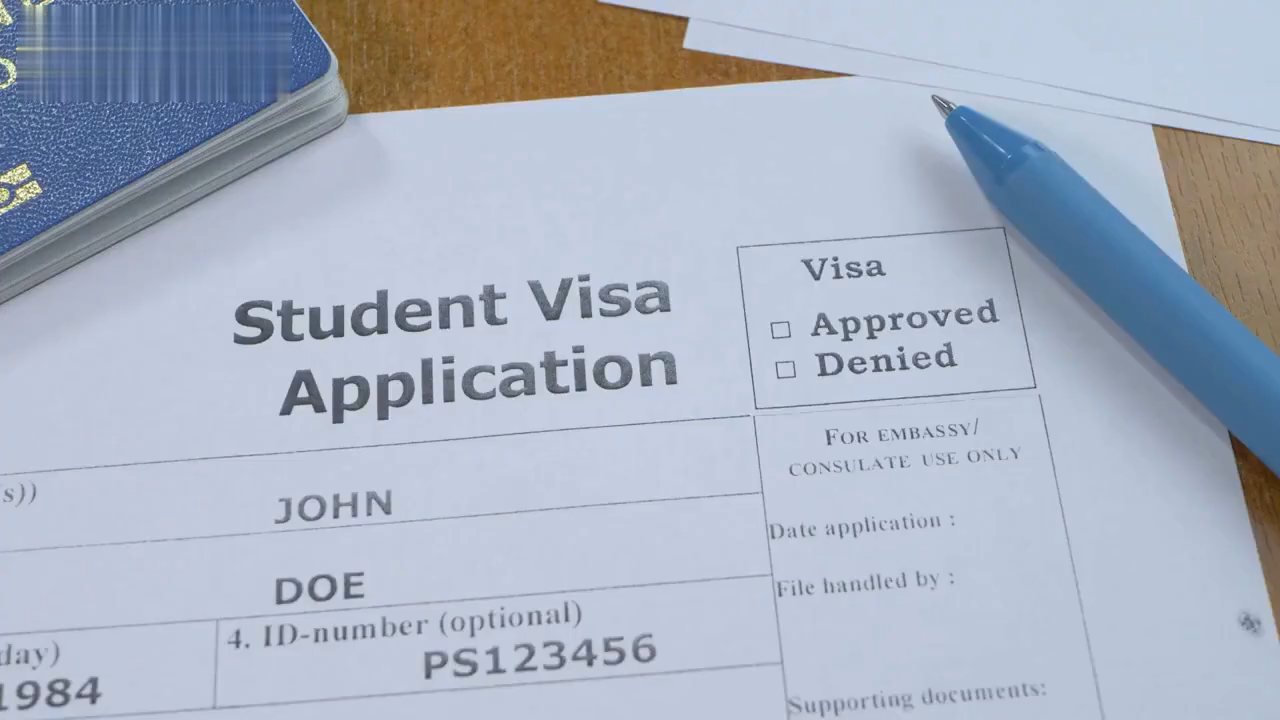 Student Visa
Application
Visa
☐ Approved
☐ Denied
FOR EMBASSY/
CONSULATE USE ONLY
s))
JOHN
Date application :
DOE
File handled by :
day)
4. ID-number (optional)
1984
PS123456
Supporting documents: